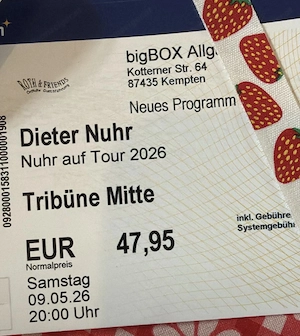 bigBOX Allg
Kotterner Str. 64
87435 Kempten
ROTH & FRIENDS
Neues Programm
Dieter Nuhr
Nuhr auf Tour 2026
Tribüne Mitte
inkl. Gebühre
Systemgebüh
EUR 47,95
Normalpreis
Samstag
09.05.26
20:00 Uhr